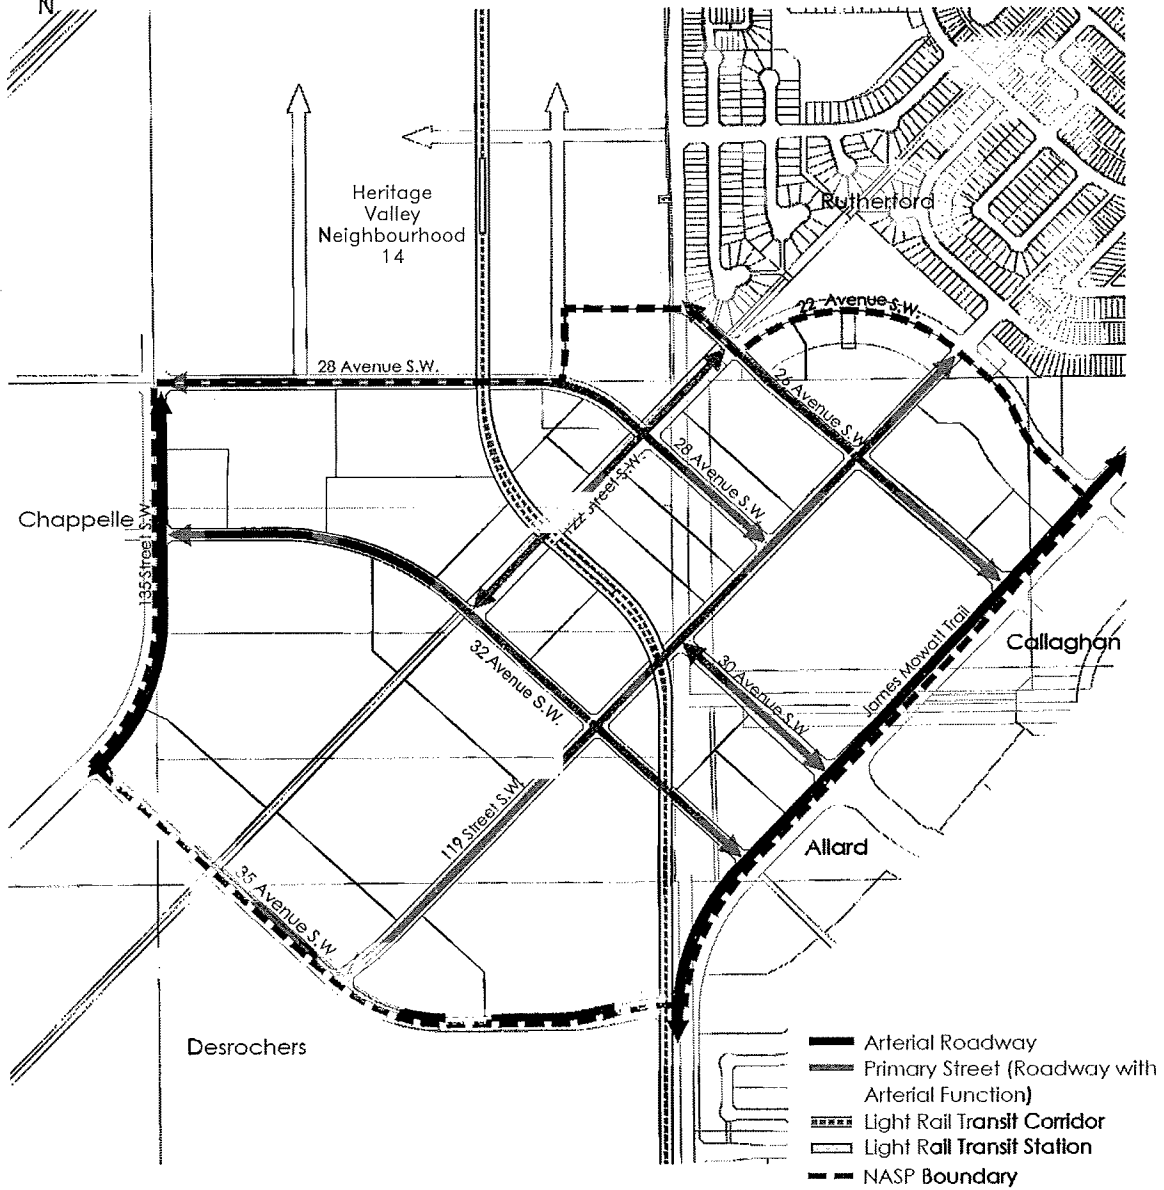 N
Heritage
Valley
Neighbourhood
14
Rutherford
22 Avenue S.W.
28 Avenue S.W.
26 Avenue S.W.
28 Avenue S.W.
Street S.W.
Chappelle
135 Street S.W.
32 Avenue S.W.
30 Avenue S.W.
James Mowatt Trail
Callaghan
119 Street S.W.
Allard
35 Avenue S.W.
Desrochers
Arterial Roadway
Primary Street (Roadway with
Arterial Function)
Light Rail Transit Corridor
Light Rail Transit Station
NASP Boundary